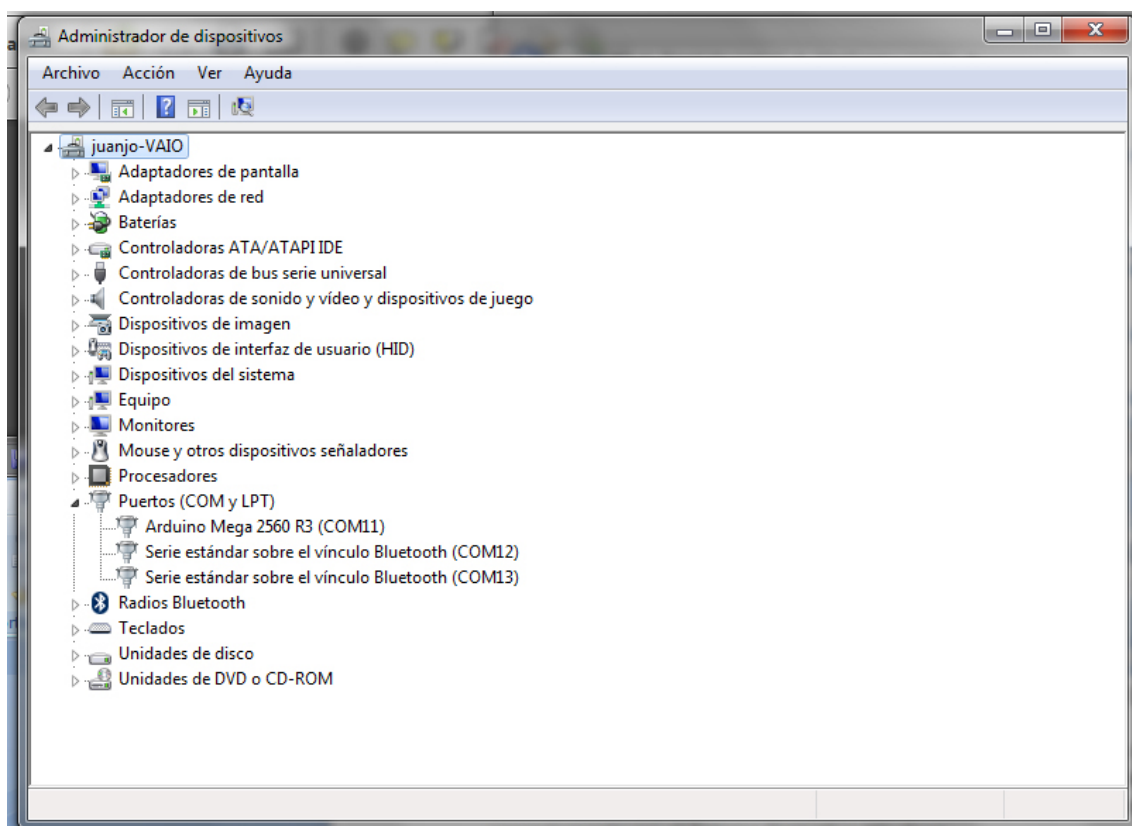 Administrador de dispositivos
Archivo Acción Ver Ayuda
juanjo-VAIO
Adaptadores de pantalla
Adaptadores de red
Baterías
Controladoras ATA/ATAPI IDE
Controladoras de bus serie universal
Controladoras de sonido y vídeo y dispositivos de juego
Dispositivos de imagen
Dispositivos de interfaz de usuario (HID)
Dispositivos del sistema
Equipo
Monitores
Mouse y otros dispositivos señaladores
Procesadores
Puertos (COM y LPT)
Arduino Mega 2560 R3 (COM11)
Serie estándar sobre el vínculo Bluetooth (COM12)
Serie estándar sobre el vínculo Bluetooth (COM13)
Radios Bluetooth
Teclados
Unidades de disco
Unidades de DVD o CD-ROM